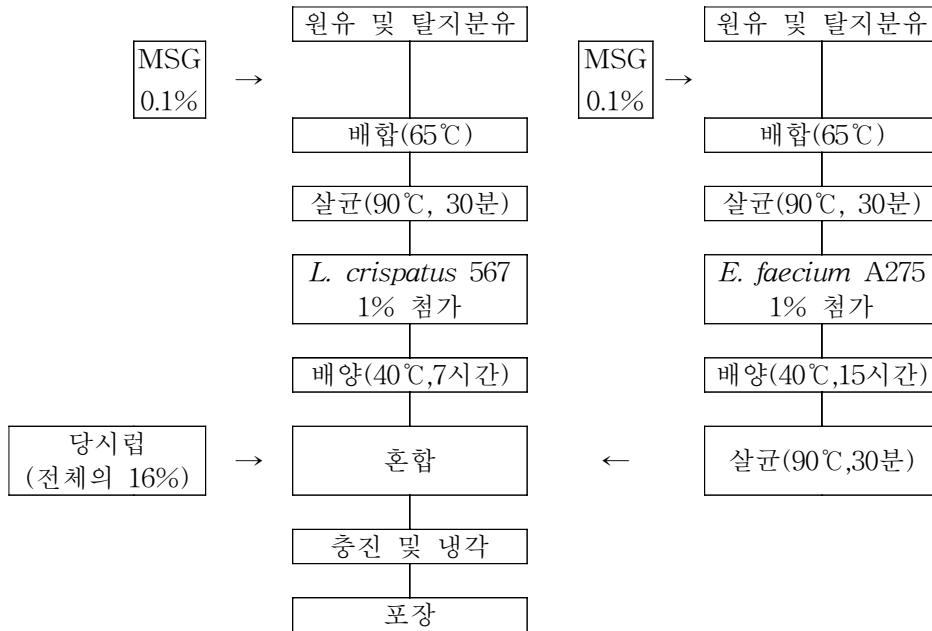 원유 및 탈지분유
MSG
0.1%
→
배합(65℃)
살균(90℃, 30분)
L. crispatus 567
1% 첨가
배양(40℃,7시간)
당시럽
(전체의 16%)
→
혼합
←
충진 및 냉각
포장
원유 및 탈지분유
MSG
0.1%
→
배합(65℃)
살균(90℃, 30분)
E. faecium A275
1% 첨가
배양(40℃,15시간)
살균(90℃,30분)